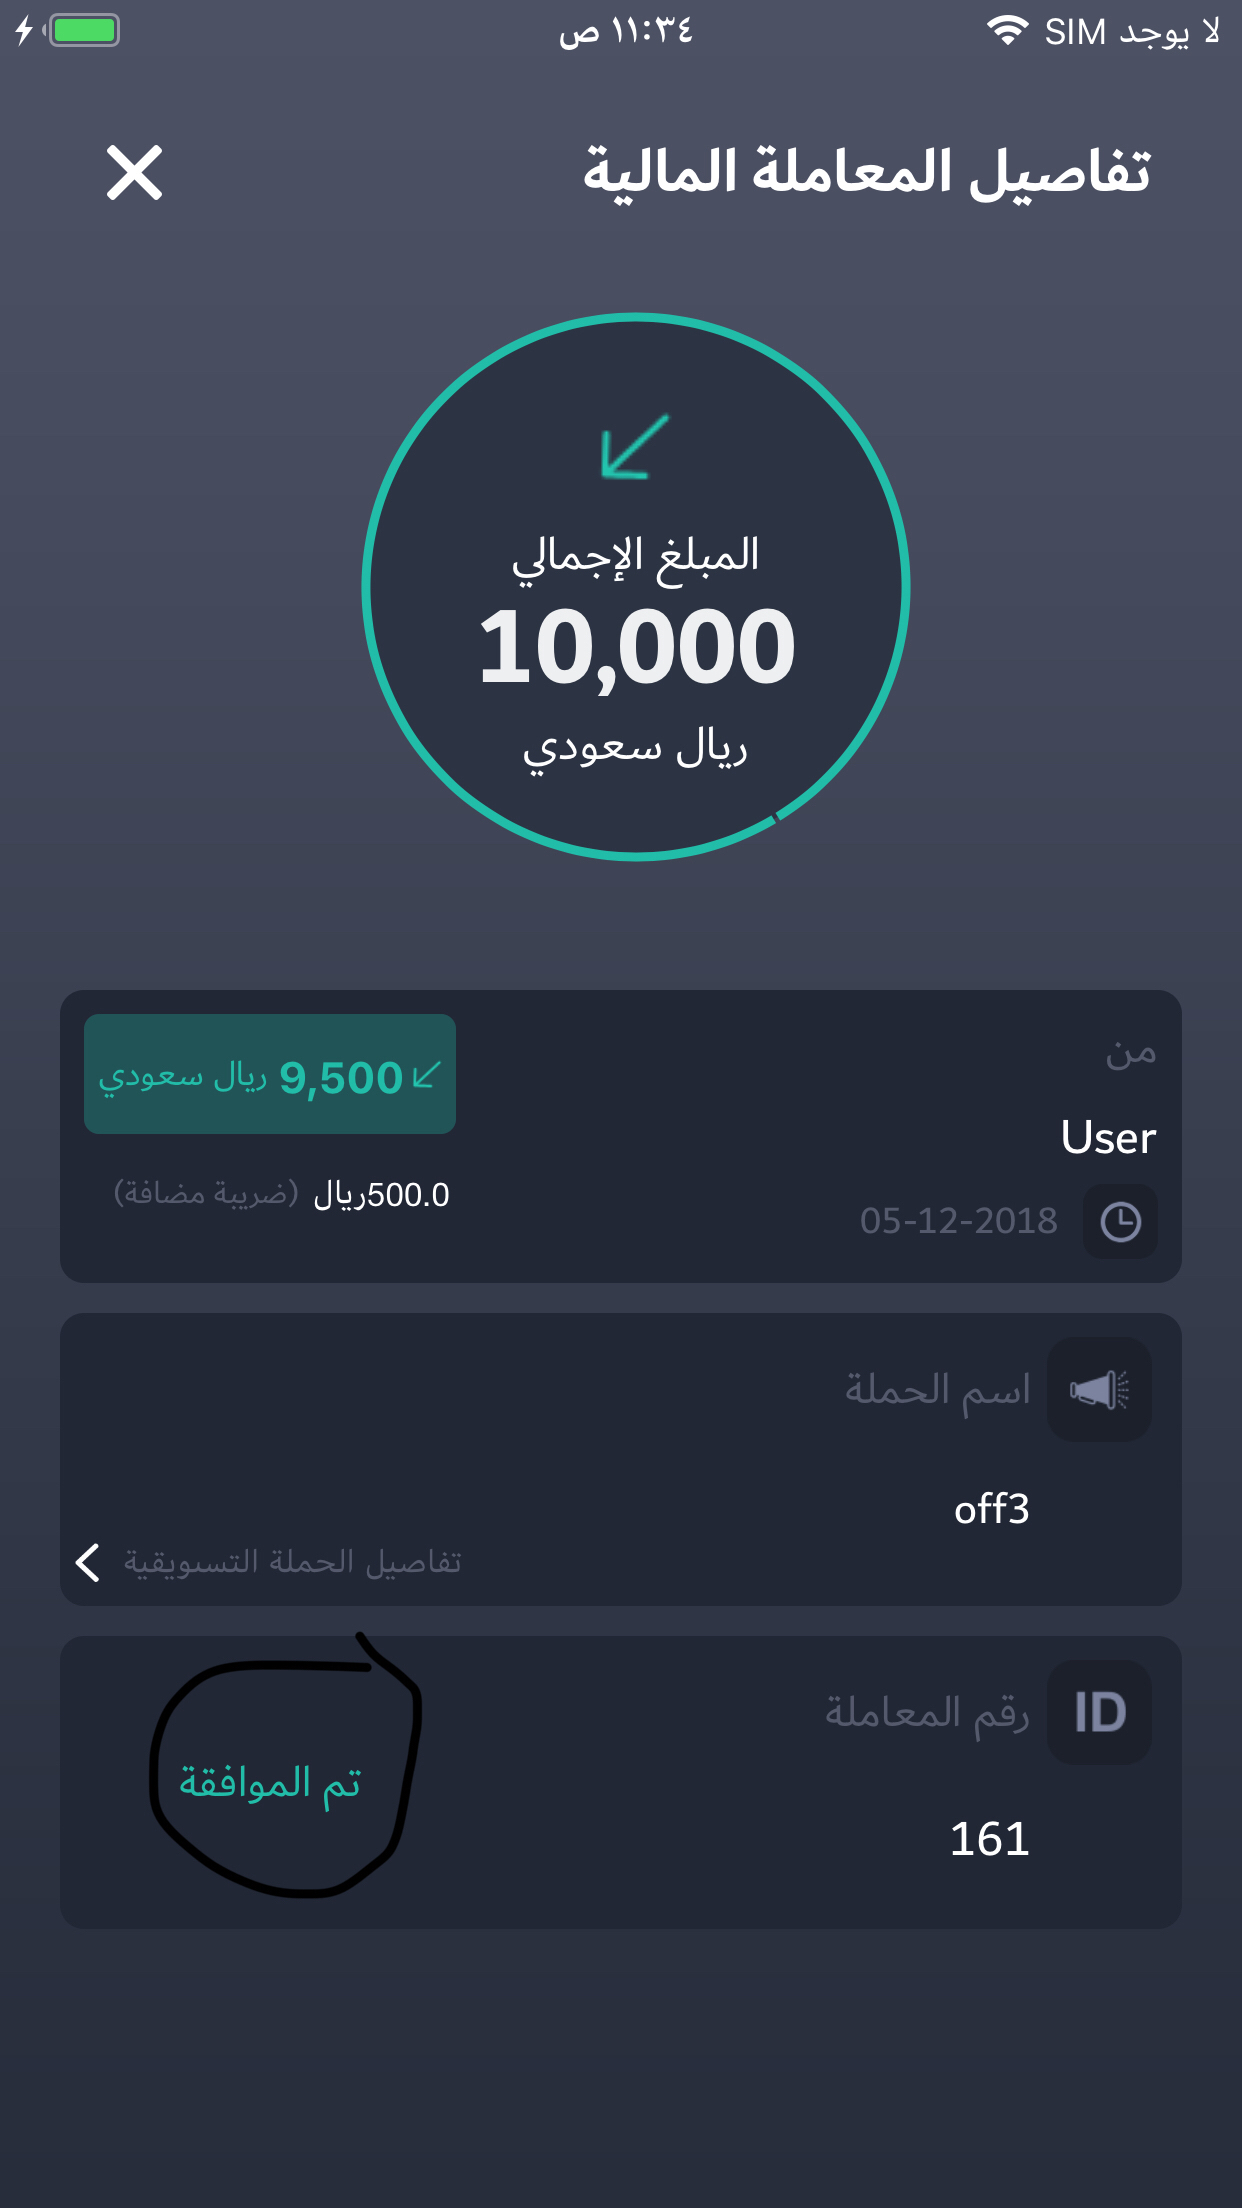 لا يوجد SIM
١١:٣٤ ص
تفاصيل المعاملة المالية
المبلغ الإجمالي
10,000
ريال سعودي
من
9,500 ريال سعودي
User
500.0ريال (ضريبة مضافة)
05-12-2018
اسم الحملة
off3
تفاصيل الحملة التسويقية
ID
رقم المعاملة
تم الموافقة
161